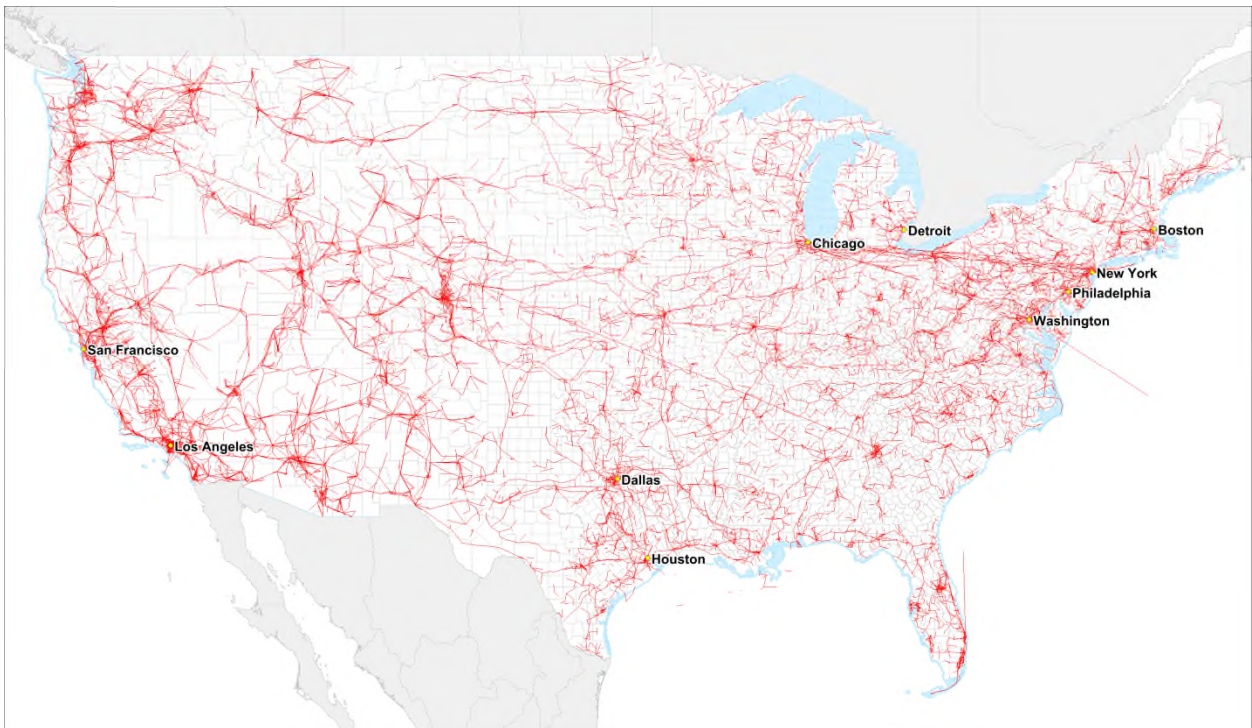 Detroit
Boston
Chicago
New York
Philadelphia
Washington
San Francisco
Los Angeles
Dallas
Houston